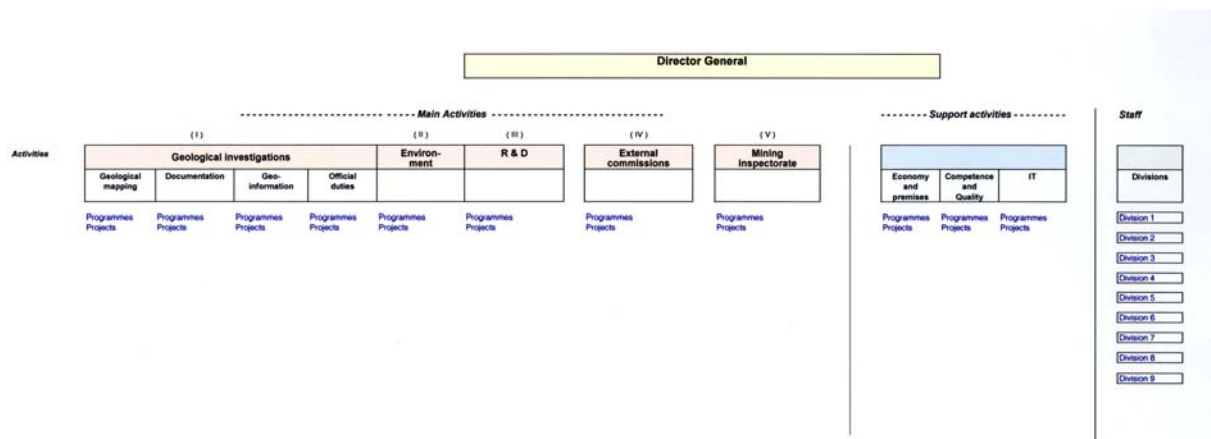 Director General
- - - - - - - - - - - - - - - - - - - - - Main Activities - - - - - - - - - - - - - - - - - - - - -
- - - - - - - Support activities - - - - - - - -
Staff
( I )
( II )
( III )
( IV )
( V )
Activities
Geological investigations
Environ-
ment
R & D
External
commissions
Mining
inspectorate
Geological
mapping
Documentation
Geo-
information
Official
duties
Economy
and
premises
Competence
and
Quality
IT
Divisions
Programmes
Projects
Programmes
Projects
Programmes
Projects
Programmes
Projects
Programmes
Projects
Programmes
Projects
Programmes
Projects
Programmes
Projects
Programmes
Projects
Programmes
Projects
Programmes
Projects
Division 1
Division 2
Division 3
Division 4
Division 5
Division 6
Division 7
Division 8
Division 9